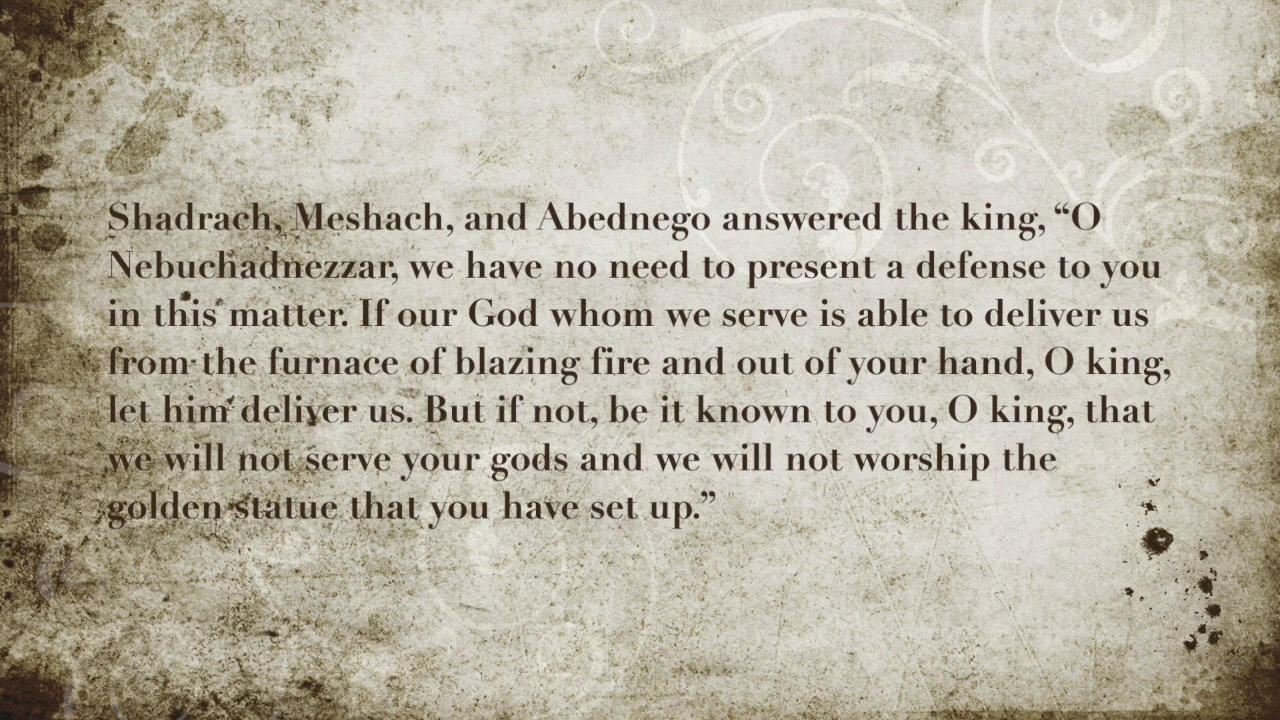 Shadrach, Meshach, and Abednego answered the king, “O
Nebuchadnezzar, we have no need to present a defense to you
in this matter. If our God whom we serve is able to deliver us
from the furnace of blazing fire and out of your hand, O king,
let him deliver us. But if not, be it known to you, O king, that
we will not serve your gods and we will not worship the
golden statue that you have set up.”